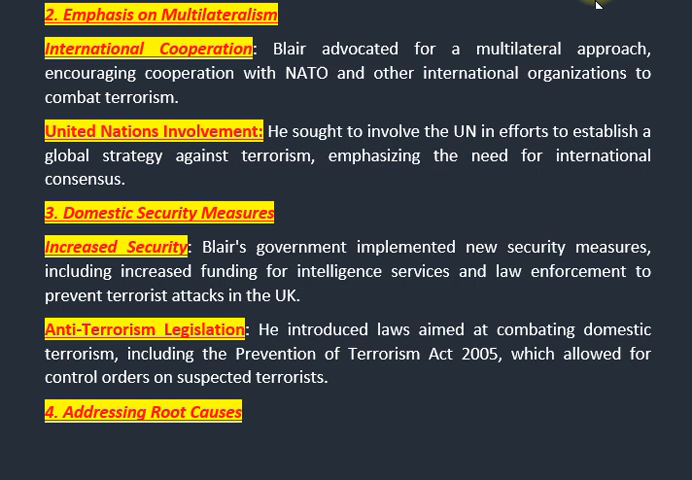 2. Emphasis on Multilateralism
International Cooperation: Blair advocated for a multilateral approach,
encouraging cooperation with NATO and other international organizations to
combat terrorism.
United Nations Involvement: He sought to involve the UN in efforts to establish a
global strategy against terrorism, emphasizing the need for international
consensus.
3. Domestic Security Measures
Increased Security: Blair's government implemented new security measures,
including increased funding for intelligence services and law enforcement to
prevent terrorist attacks in the UK.
Anti-Terrorism Legislation: He introduced laws aimed at combating domestic
terrorism, including the Prevention of Terrorism Act 2005, which allowed for
control orders on suspected terrorists.
4. Addressing Root Causes